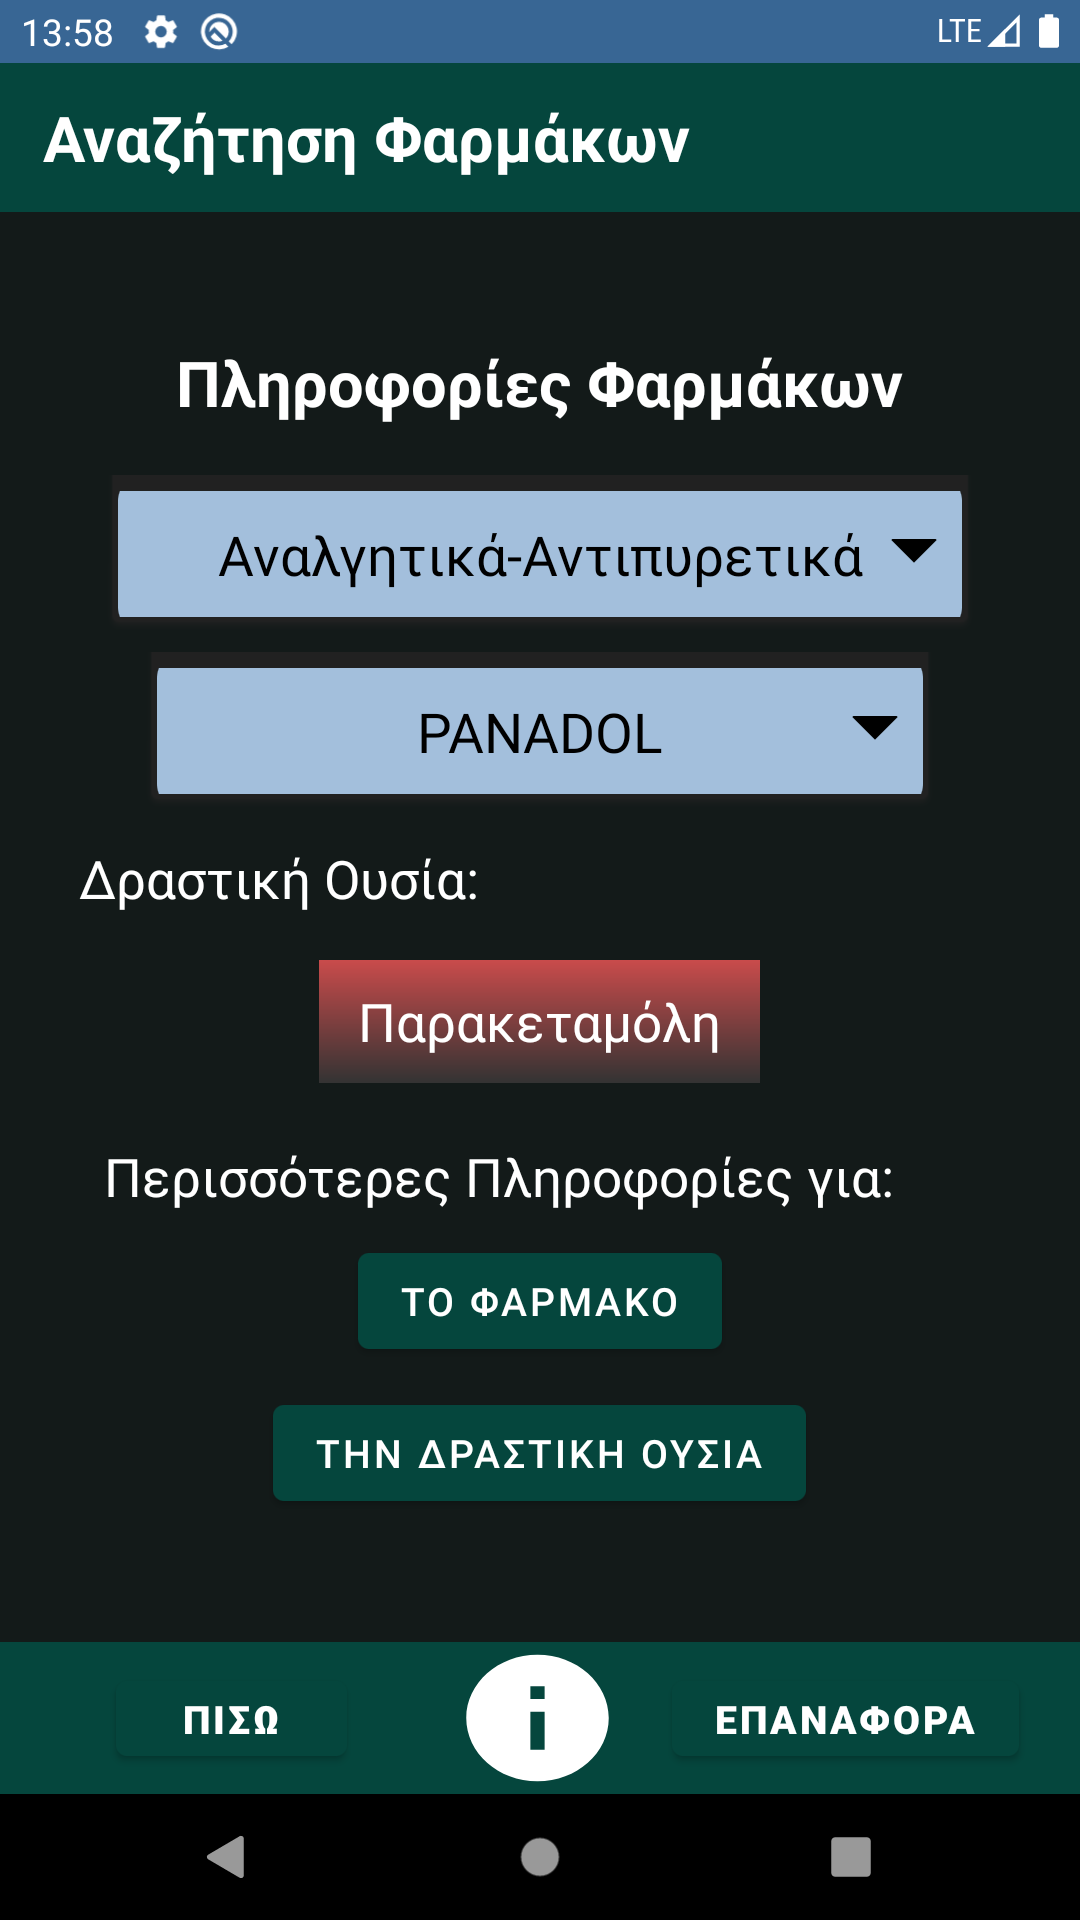 13:58
LTE
Αναζήτηση Φαρμάκων
Πληροφορίες Φαρμάκων
Αναλγητικά-Αντιπυρετικά
PANADOL
Δραστική Ουσία:
Παρακεταμόλη
Περισσότερες Πληροφορίες για:
ΤΟ ΦΑΡΜΑΚΟ
ΤΗΝ ΔΡΑΣΤΙΚΗ ΟΥΣΙΑ
ΠΙΣΩ
i
ΕΠΑΝΑΦΟΡΑ